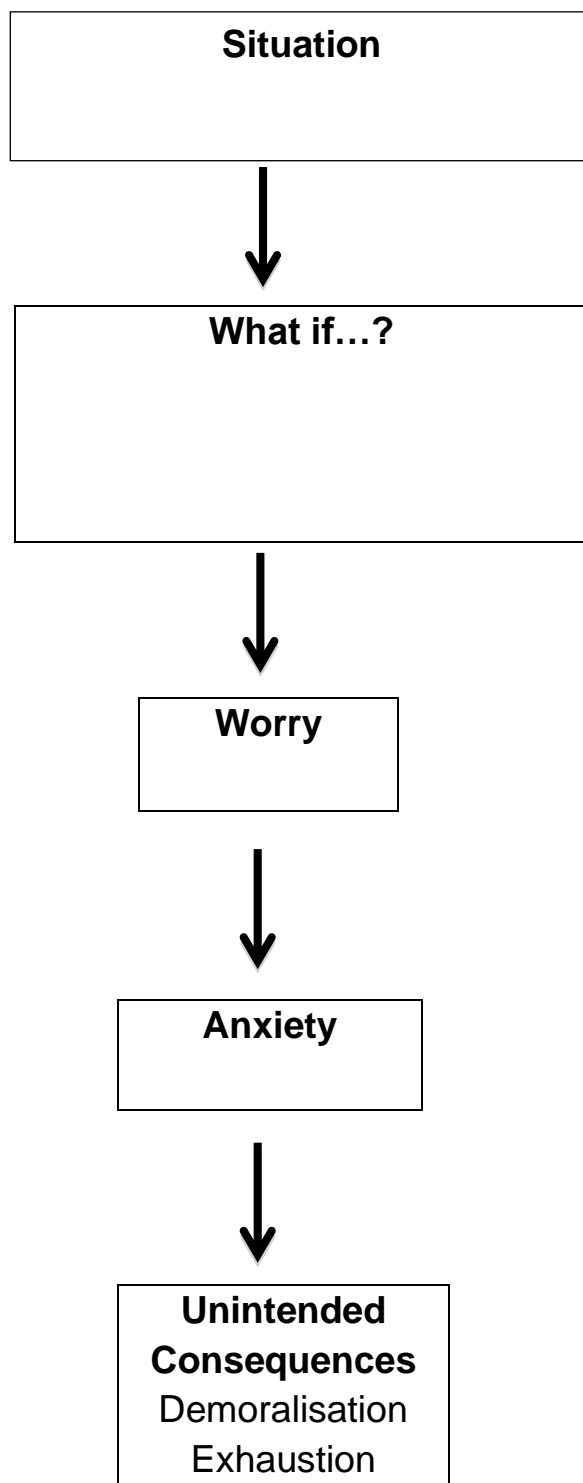 Situation
What if…?
Worry
Anxiety
Unintended
Consequences
Demoralisation
Exhaustion